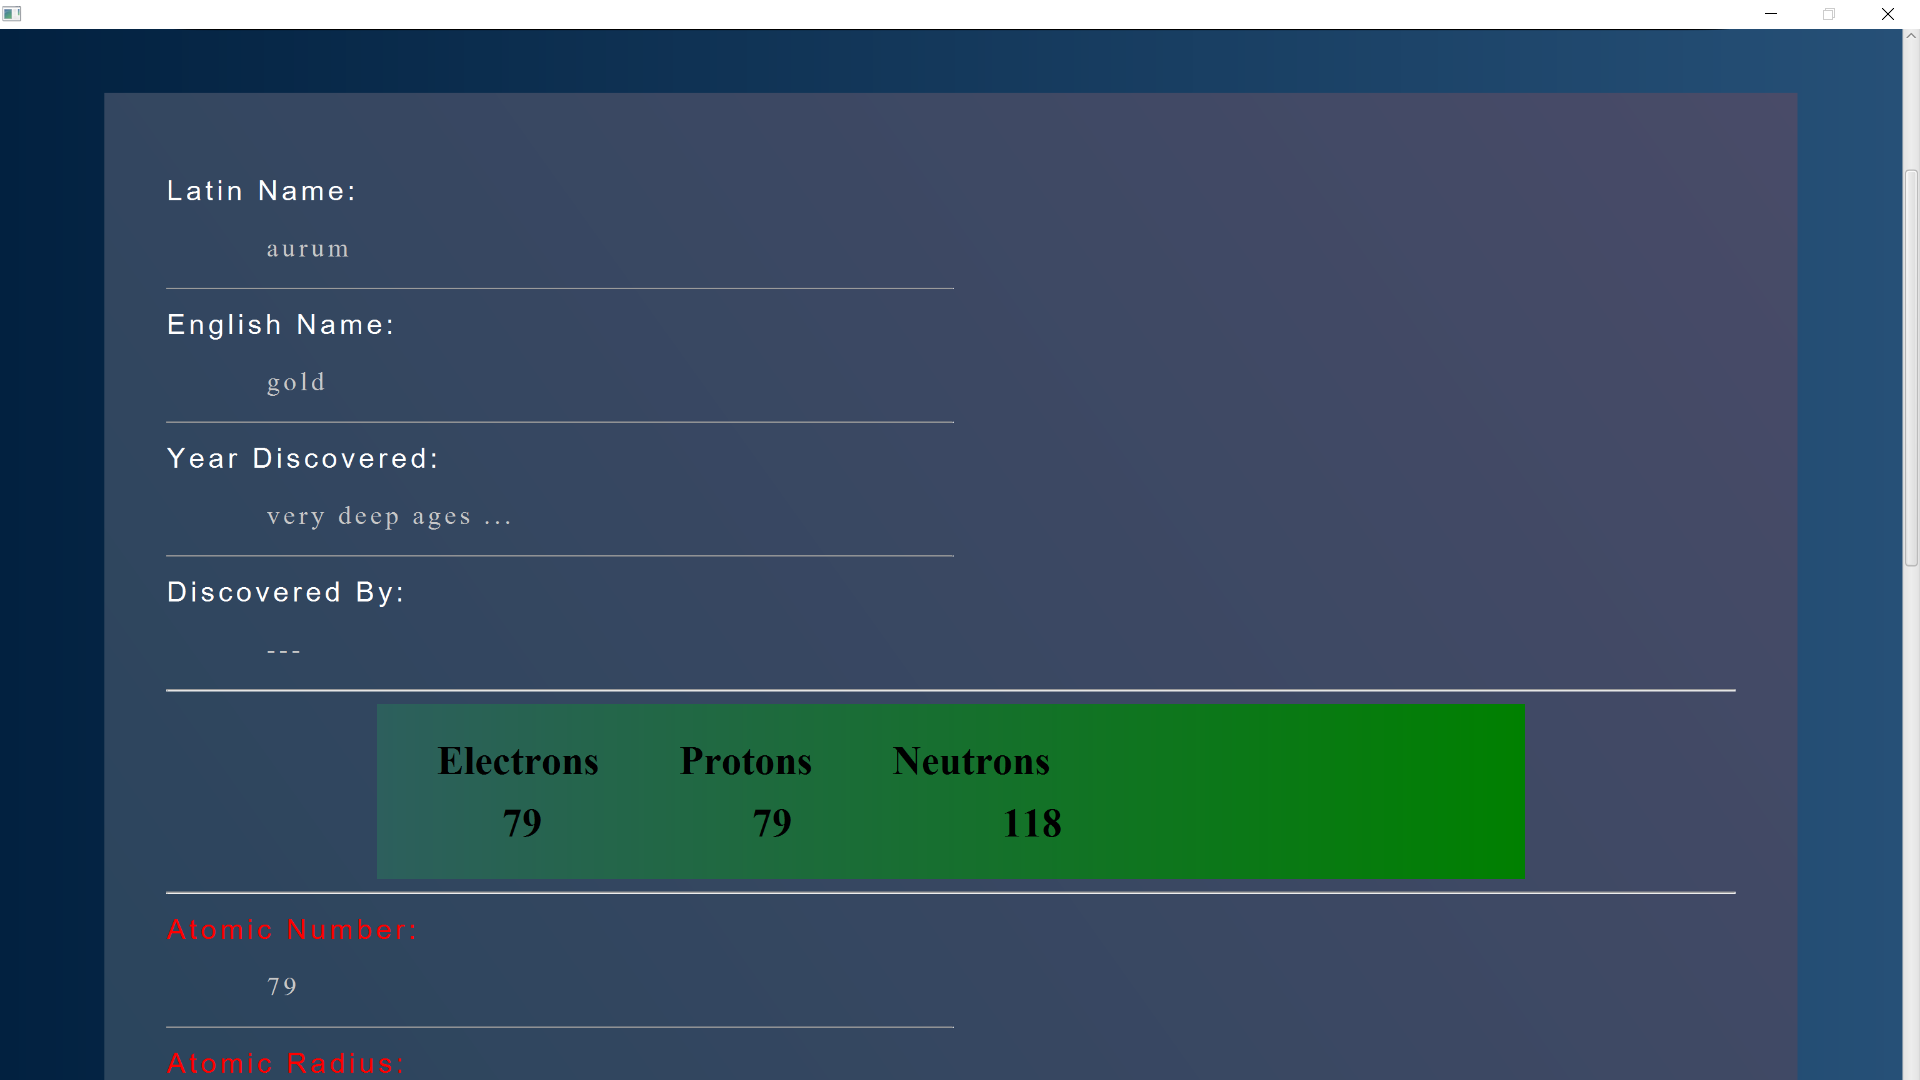 Latin Name:
aurum
English Name:
gold
Year Discovered:
very deep ages ...
Discovered By:
---
Electrons Protons Neutrons
79 79 118
Atomic Number:
79
Atomic Radius: